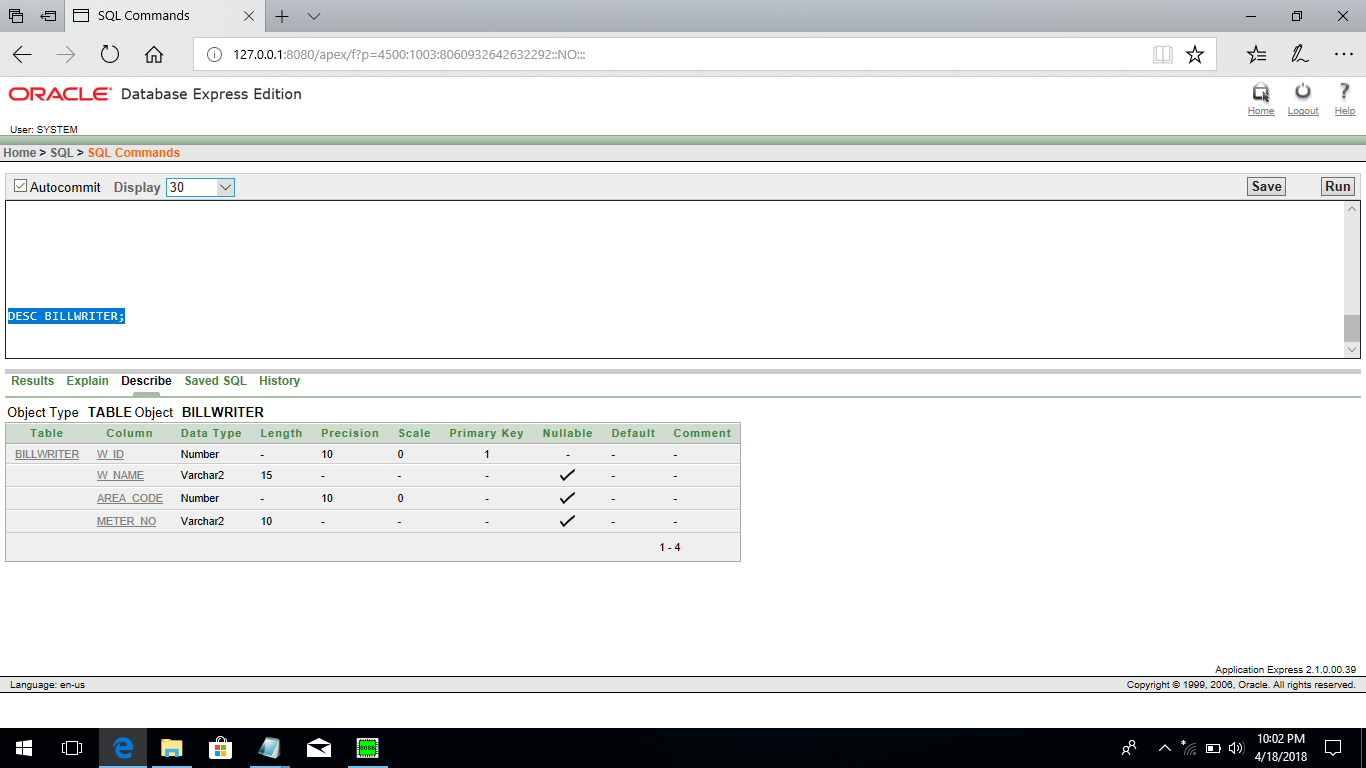 SQL Commands
127.0.0.1:8080/apex/f?p=4500:1003:8060932642632292::NO:::
ORACLE Database Express Edition
Home Logout Help
User: SYSTEM
Home > SQL > SQL Commands
Autocommit Display 30 Save Run
DESC BILLWRITER;
Results Explain Describe Saved SQL History
Object Type TABLE Object BILLWRITER
Table Column Data Type Length Precision Scale Primary Key Nullable Default Comment
BILLWRITER W_ID Number - 10 0 1 - - -
W_NAME Varchar2 15 - - - - -
AREA_CODE Number - 10 0 - - -
METER_NO Varchar2 10 - - - - -
1 - 4
Application Express 2.1.0.00.39
Language: en-us Copyright © 1999, 2006, Oracle. All rights reserved.
8086
10:02 PM
4/18/2018